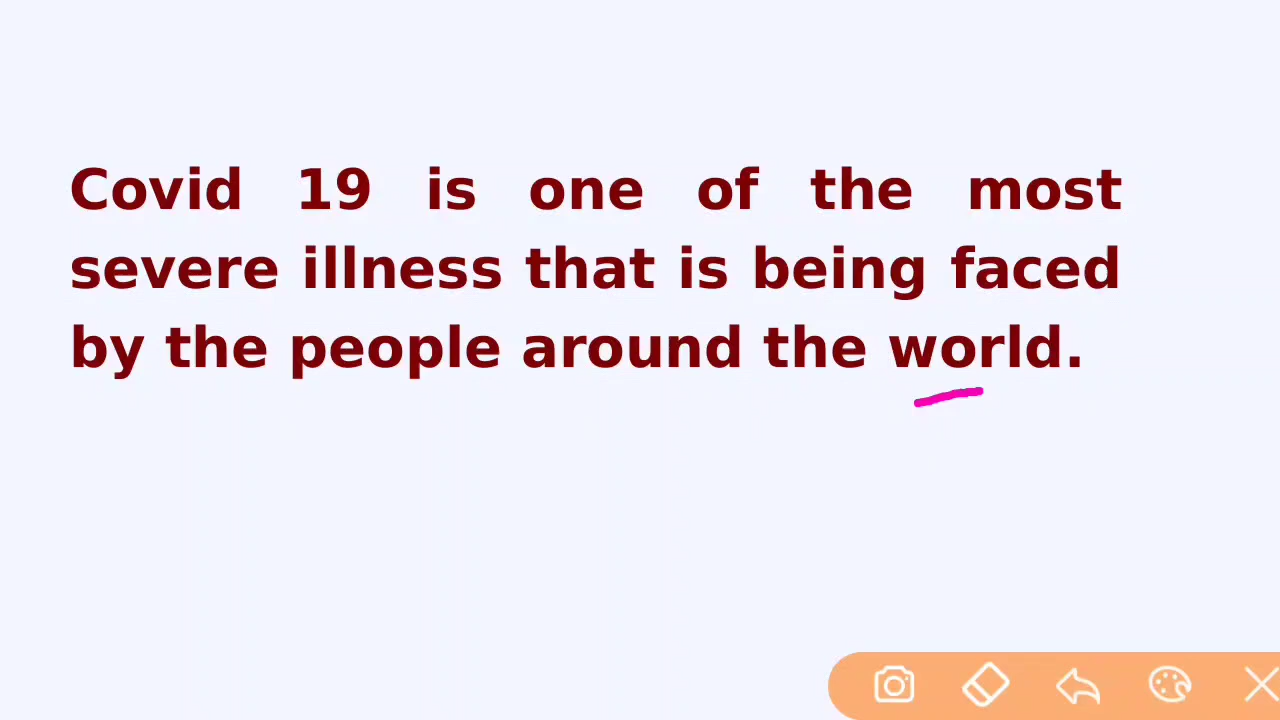 Covid 19 is one of the most
severe illness that is being faced
by the people around the world.